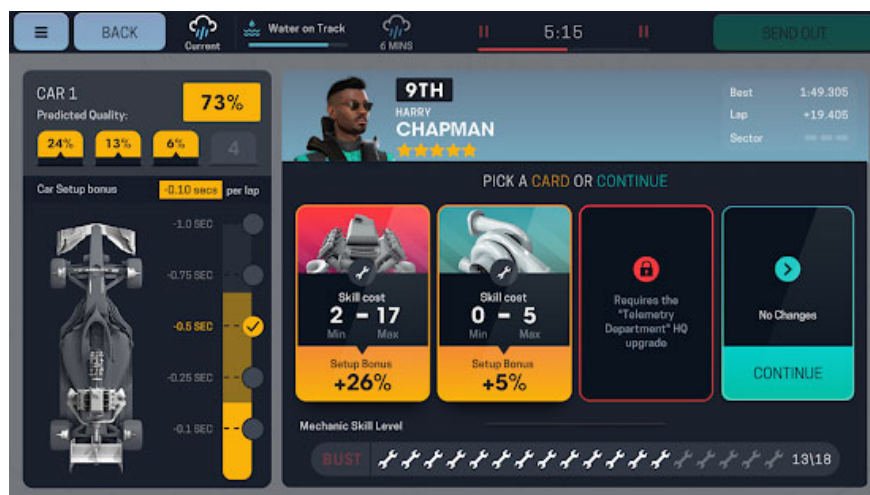 BACK
Current
Water on Track
6 MINS
5:15
SEND OUT
CAR 1
Predicted Quality:
73%
24%
13%
6%
4
Car Setup bonus
-0.10 secs per lap
-1.0 SEC
-0.75 SEC
-0.5 SEC
-0.25 SEC
-0.1 SEC
9TH
HARRY
CHAPMAN
Best 1:49.305
Lap +19.405
Sector
PICK A CARD OR CONTINUE
Skill cost
2 - 17
Min Max
Setup Bonus
+26%
Skill cost
0 - 5
Min Max
Setup Bonus
+5%
Requires the
"Telemetry
Department" HQ
upgrade
No Changes
CONTINUE
Mechanic Skill Level
BUST
13\18